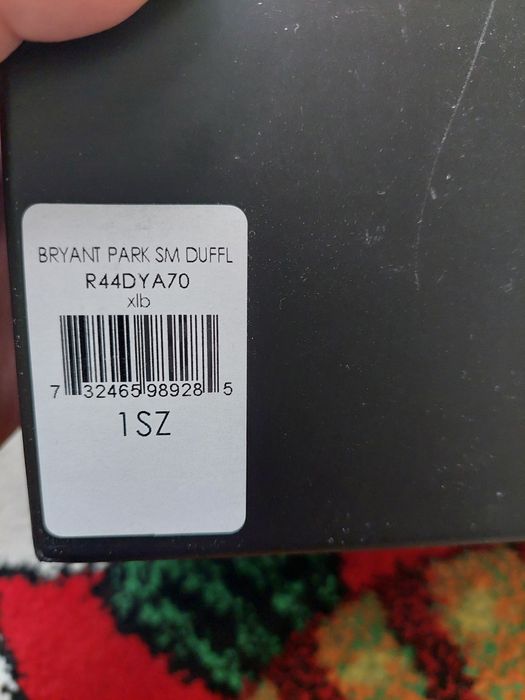 BRYANT PARK SM DUFFL
R44DYA70
xlb
7 32465 98928 5
1SZ